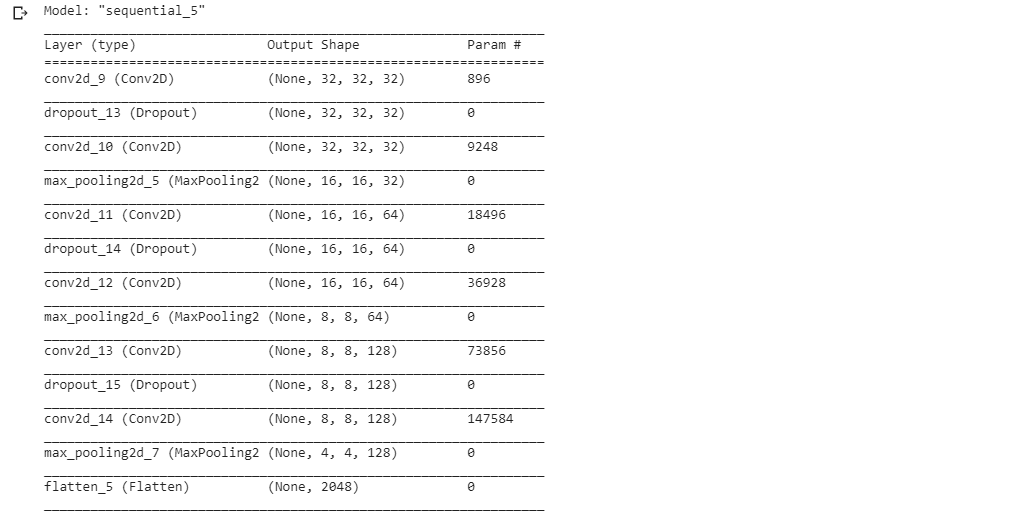 Model: "sequential_5"
Layer (type) Output Shape Param #
conv2d_9 (Conv2D) (None, 32, 32, 32) 896
dropout_13 (Dropout) (None, 32, 32, 32) 0
conv2d_10 (Conv2D) (None, 32, 32, 32) 9248
max_pooling2d_5 (MaxPooling2 (None, 16, 16, 32) 0
conv2d_11 (Conv2D) (None, 16, 16, 64) 18496
dropout_14 (Dropout) (None, 16, 16, 64) 0
conv2d_12 (Conv2D) (None, 16, 16, 64) 36928
max_pooling2d_6 (MaxPooling2 (None, 8, 8, 64) 0
conv2d_13 (Conv2D) (None, 8, 8, 128) 73856
dropout_15 (Dropout) (None, 8, 8, 128) 0
conv2d_14 (Conv2D) (None, 8, 8, 128) 147584
max_pooling2d_7 (MaxPooling2 (None, 4, 4, 128) 0
flatten_5 (Flatten) (None, 2048) 0